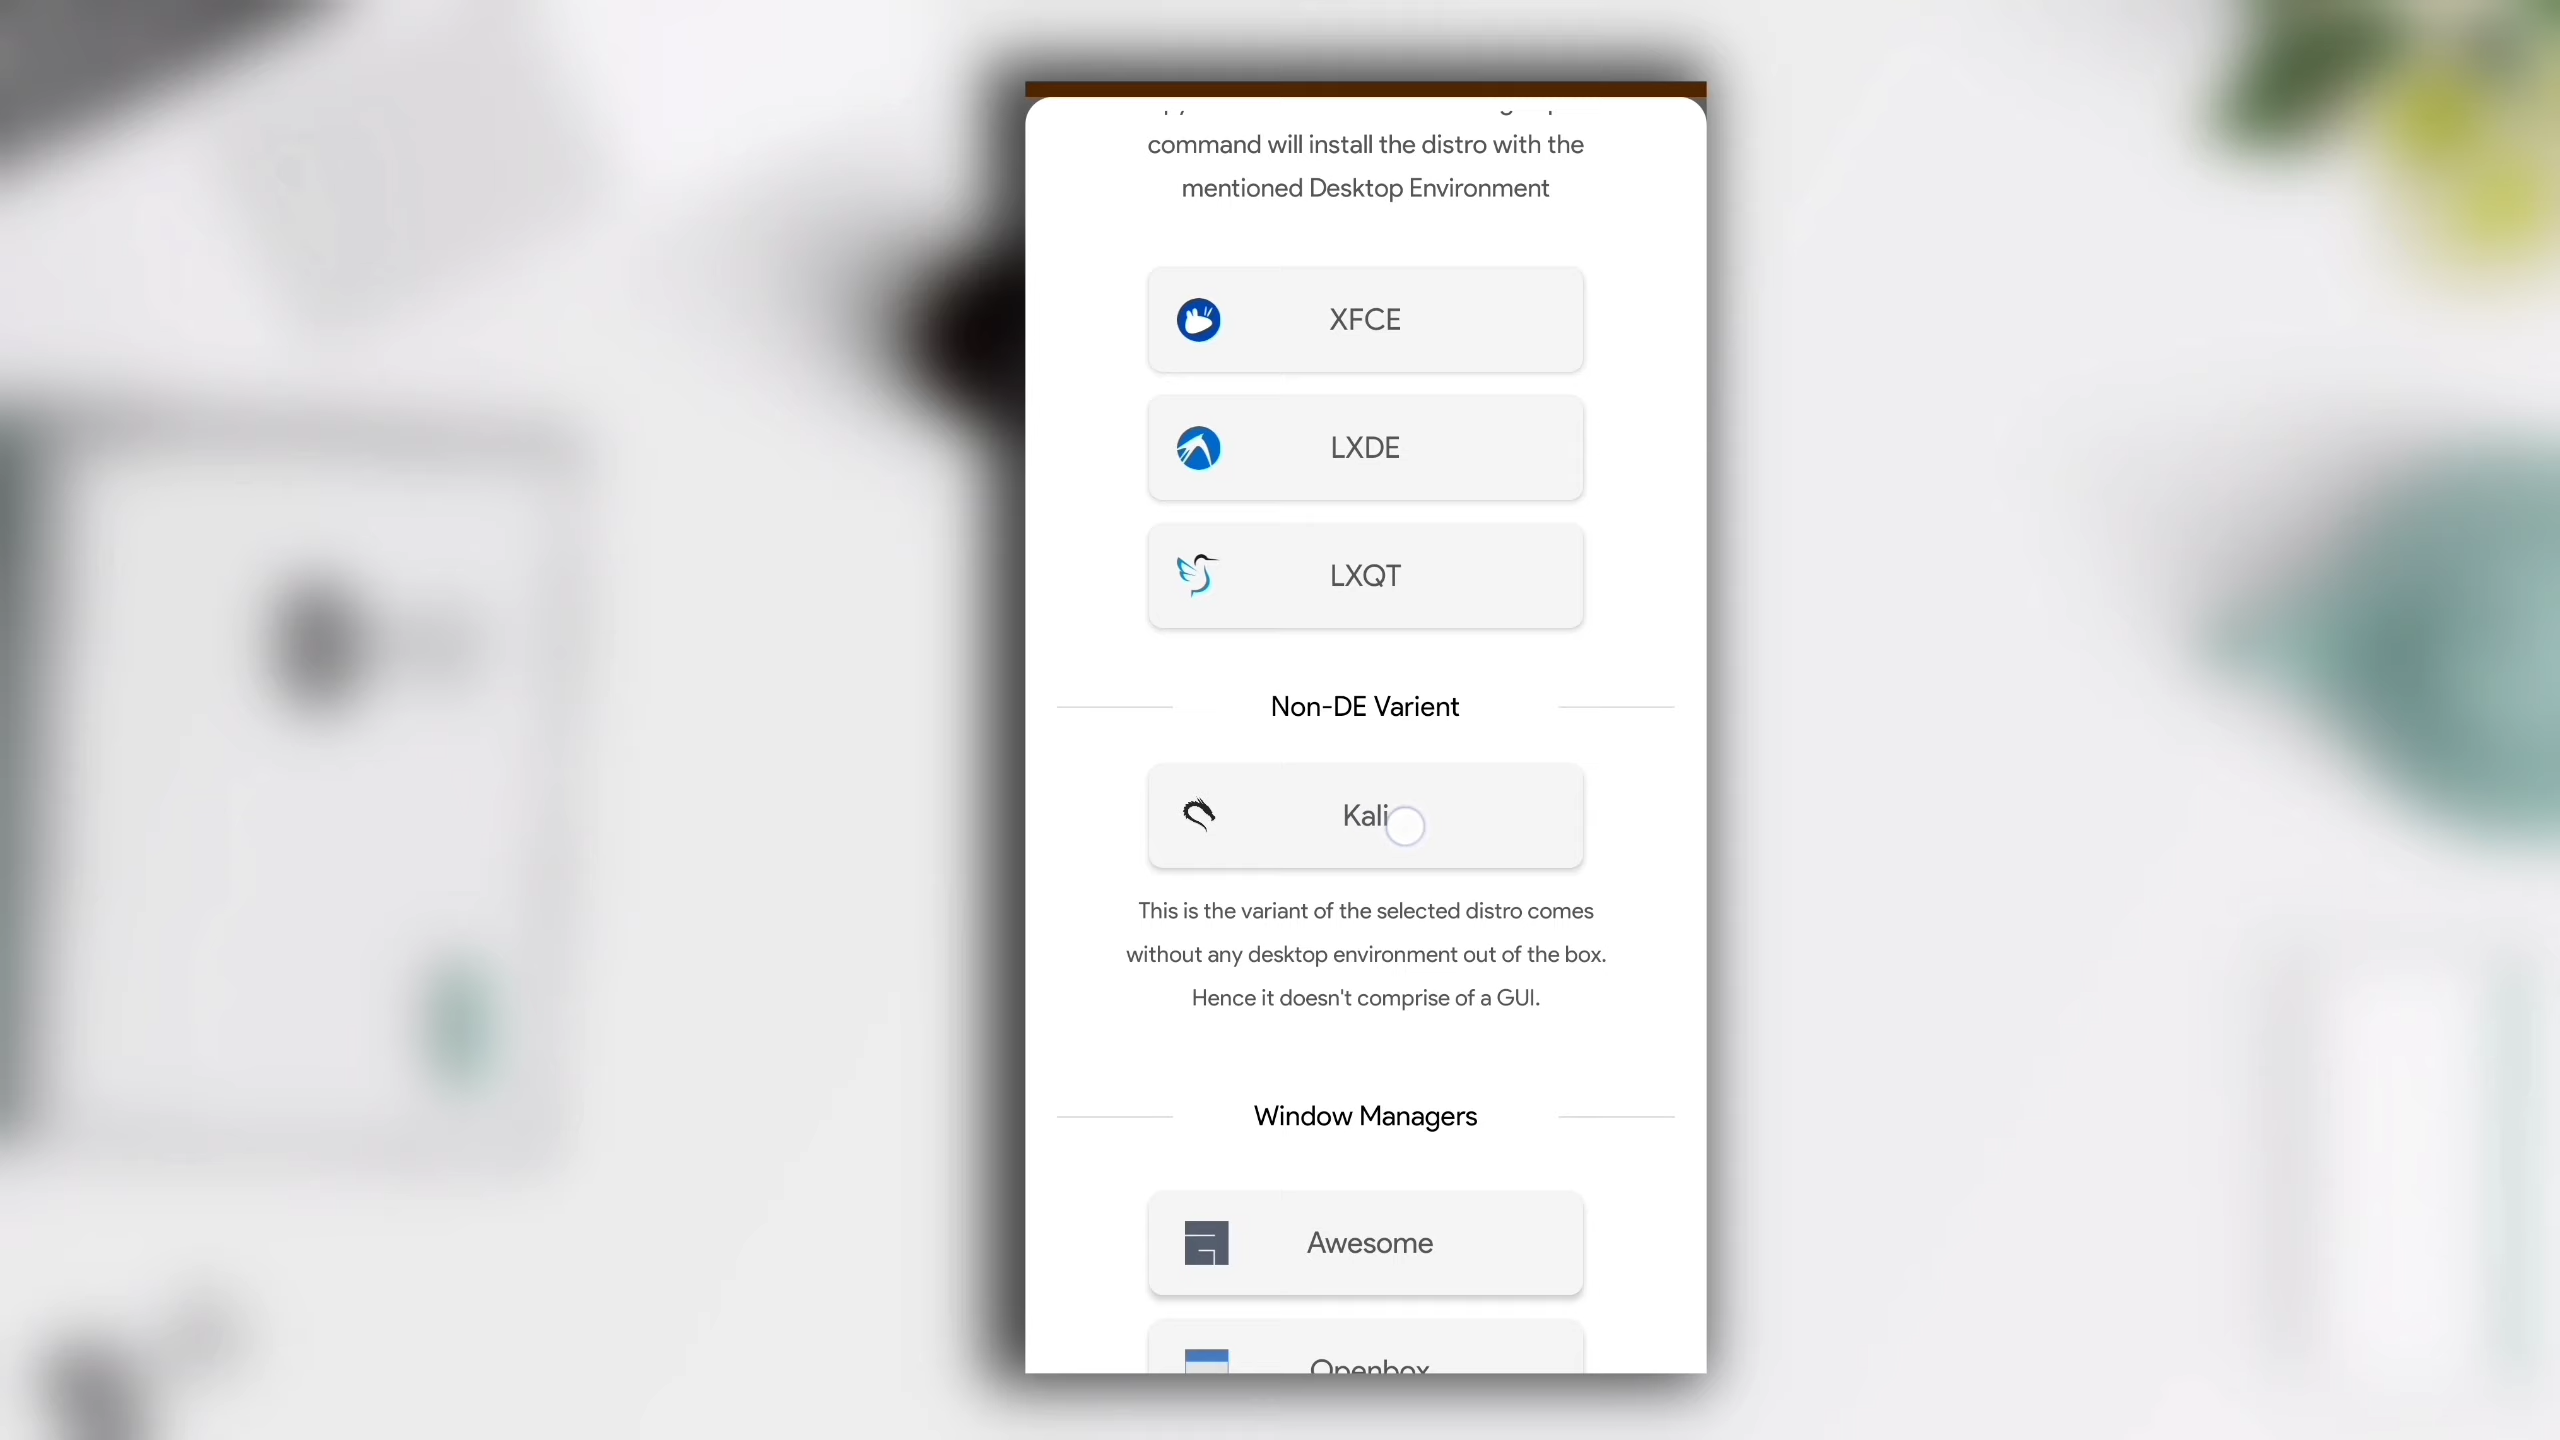 command will install the distro with the
mentioned Desktop Environment
XFCE
LXDE
LXQT
Non-DE Varient
Kali
This is the variant of the selected distro comes
without any desktop environment out of the box.
Hence it doesn't comprise of a GUI.
Window Managers
Awesome
Openbox